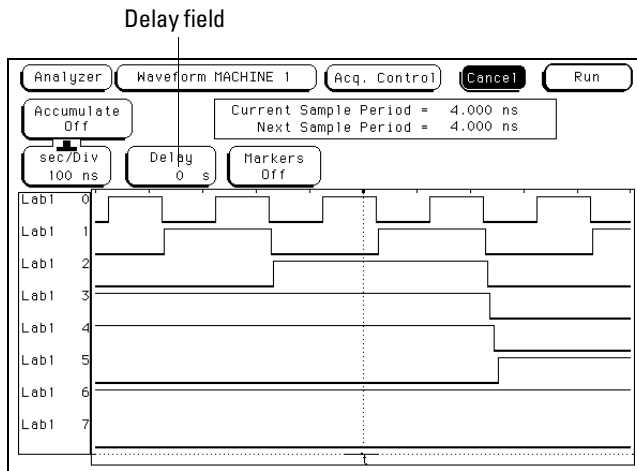 Delay field
Analyzer Waveform MACHINE 1 Acq. Control Cancel Run
Accumulate
Off
Current Sample Period = 4.000 ns
Next Sample Period = 4.000 ns
sec/Div
100 ns
Delay
0 s
Markers
Off
Lab1 0
Lab1 1
Lab1 2
Lab1 3
Lab1 4
Lab1 5
Lab1 6
Lab1 7
t